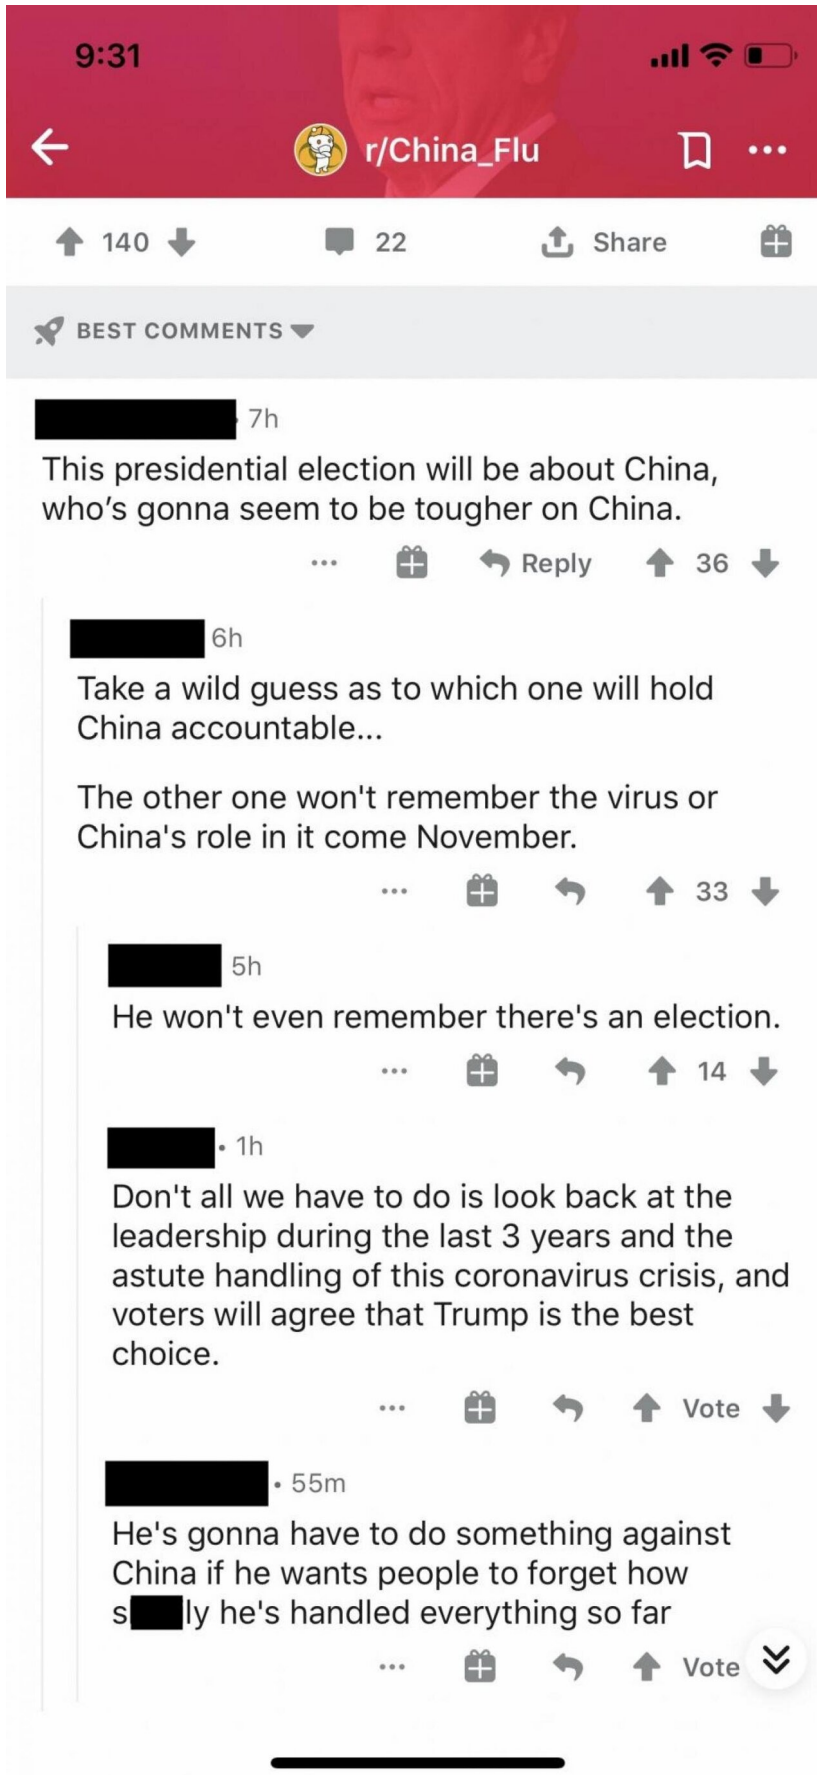 9:31
r/China_Flu
140
22
Share
BEST COMMENTS
7h
This presidential election will be about China,
who's gonna seem to be tougher on China.
Reply
36
6h
Take a wild guess as to which one will hold
China accountable...
The other one won't remember the virus or
China's role in it come November.
33
5h
He won't even remember there's an election.
14
• 1h
Don't all we have to do is look back at the
leadership during the last 3 years and the
astute handling of this coronavirus crisis, and
voters will agree that Trump is the best
choice.
Vote
• 55m
He's gonna have to do something against
China if he wants people to forget how
he's handled everything so far
Vote